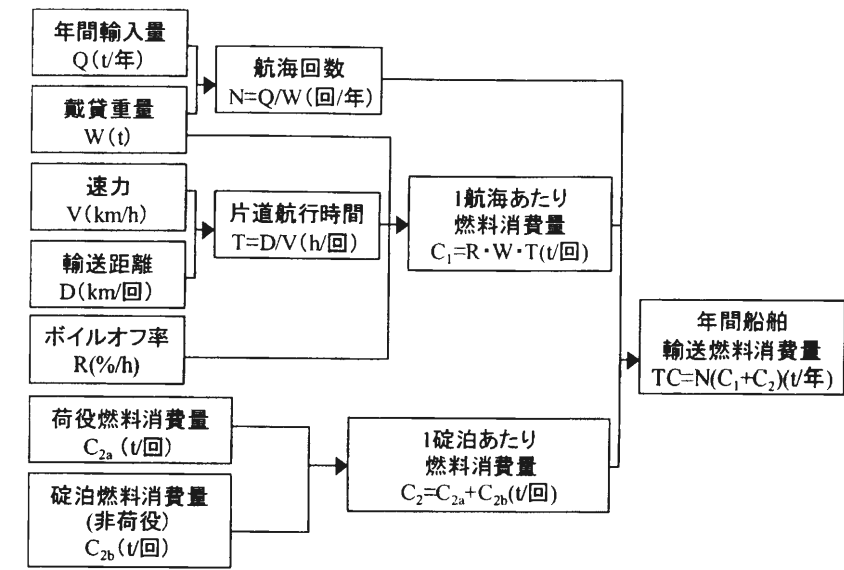 年間輸入量
Q(t/年)
航海回数
N=Q/W(回/年)
戴貸重量
W(t)
速力
V(km/h)
片道航行時間
T=D/V(h/回)
1航海あたり
燃料消費量
C₁=R・W・T(t/回)
輸送距離
D(km/回)
ボイルオフ率
R(%/h)
年間船舶
輸送燃料消費量
TC=N(C₁+C₂)(t/年)
荷役燃料消費量
C₂ₐ (t/回)
1碇泊あたり
燃料消費量
C₂=C₂ₐ+C₂b(t/回)
碇泊燃料消費量
(非荷役)
C₂b(t/回)